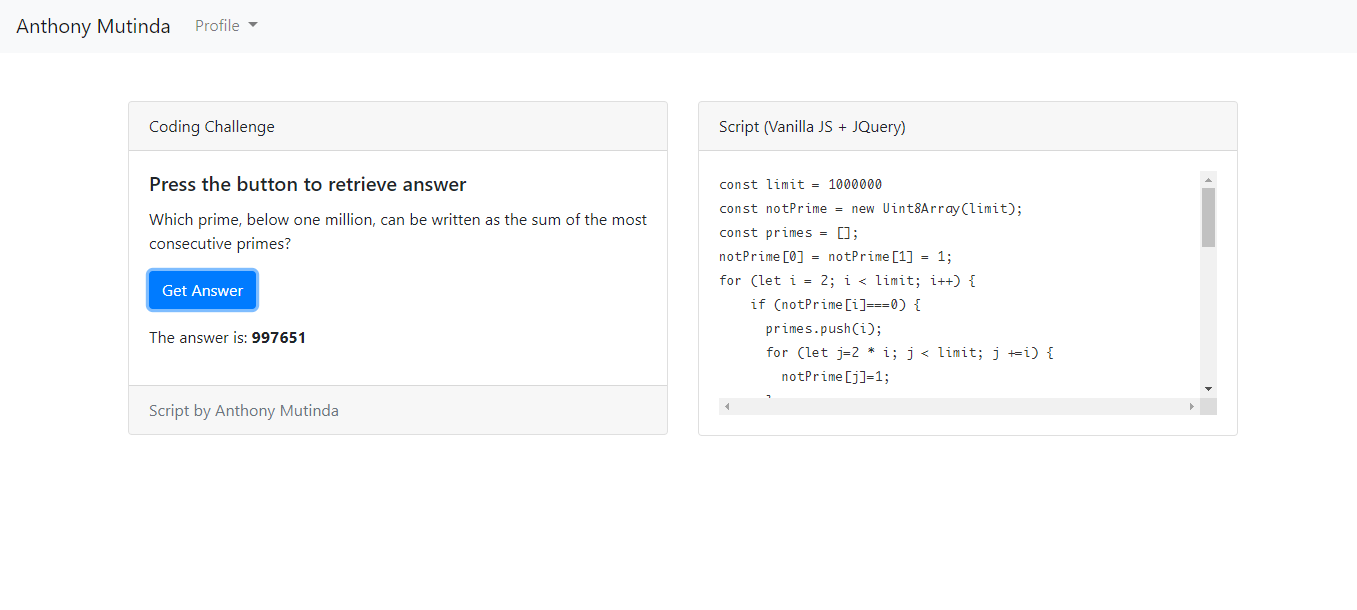 Anthony Mutinda Profile
Coding Challenge
Press the button to retrieve answer
Which prime, below one million, can be written as the sum of the most
consecutive primes?
Get Answer
The answer is: 997651
Script by Anthony Mutinda
Script (Vanilla JS + JQuery)
const limit = 1000000
const notPrime = new Uint8Array(limit);
const primes = [];
notPrime[0] = notPrime[1] = 1;
for (let i = 2; i < limit; i++) {
    if (notPrime[i]===0) {
      primes.push(i);
      for (let j=2 * i; j < limit; j +=i) {
        notPrime[j]=1;